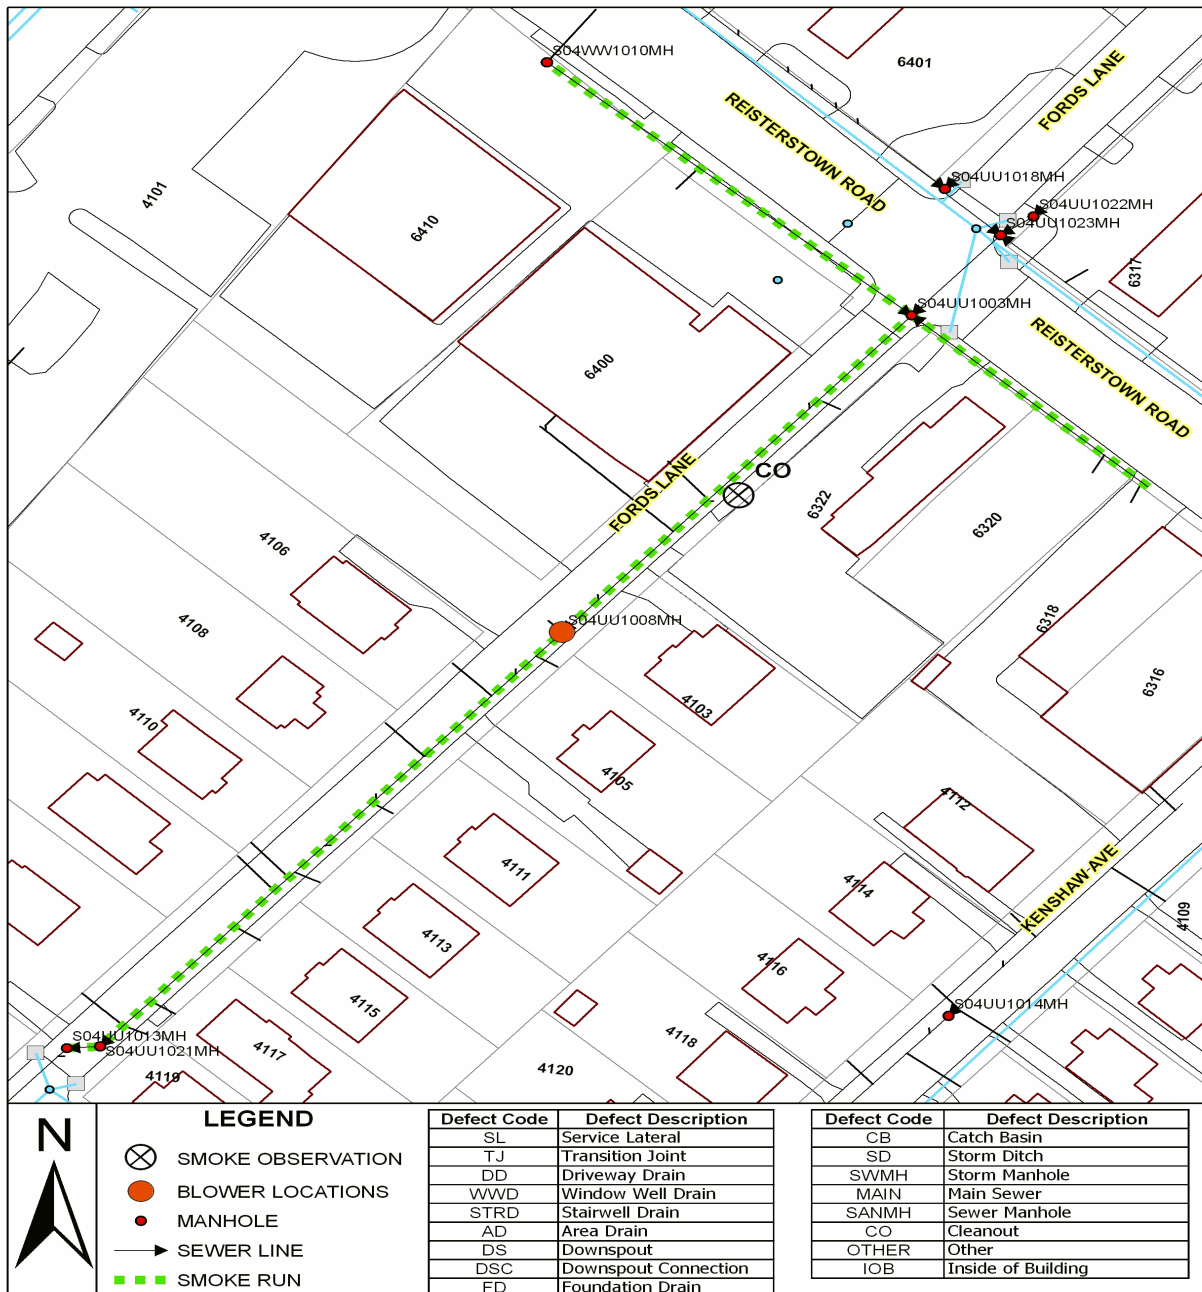 S04WW1010MH
6401
FORDS LANE
REISTERSTOWN ROAD
S04UU1018MH
4101
S04UU1022MH
6410
S04UU1023MH
6317
S04UU1003MH
6400
REISTERSTOWN ROAD
CO
FORDS LANE
6322
6320
4106
4108
S04UU1008MH
6318
6316
4103
4110
4105
4112
4111
4114
KENSHAW AVE
4109
4113
4116
4115
S04UU1014MH
S04UU1013MH
S04UU1021MH
4117
4118
4119
4120
N
LEGEND
SMOKE OBSERVATION
BLOWER LOCATIONS
MANHOLE
SEWER LINE
SMOKE RUN
Defect Code Defect Description
SL Service Lateral
TJ Transition Joint
DD Driveway Drain
WWD Window Well Drain
STRD Stairwell Drain
AD Area Drain
DS Downspout
DSC Downspout Connection
FD Foundation Drain
Defect Code Defect Description
CB Catch Basin
SD Storm Ditch
SWMH Storm Manhole
MAIN Main Sewer
SANMH Sewer Manhole
CO Cleanout
OTHER Other
IOB Inside of Building